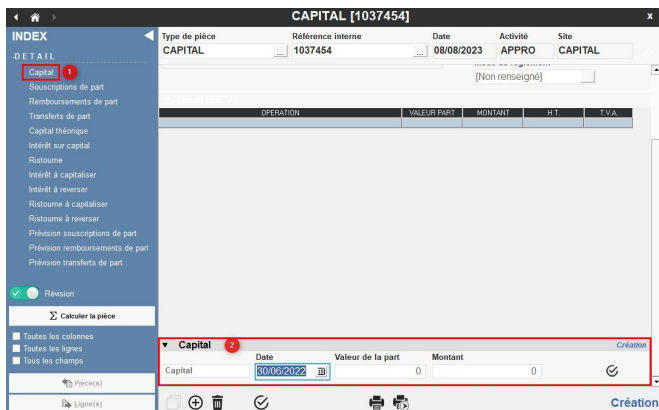 CAPITAL [1037454]
x
INDEX
DETAIL
Capital 1
Souscriptions de part
Remboursements de part
Transferts de part
Capital théorique
Intérêt sur capital
Ristourne
Intérêt à capitaliser
Intérêt à reverser
Ristourne à capitaliser
Ristourne à reverser
Prévision souscriptions de part
Prévision remboursements de part
Prévision transferts de part
Révision
Σ Calculer la pièce
Toutes les colonnes
Toutes les lignes
Tous les champs
Pièce(s)
Ligne(s)
Type de pièce Référence interne Date Activité Site
CAPITAL ... 1037454 ... 08/08/2023 APPRO CAPITAL
[Non renseigné]
OPERATION VALEUR PART MONTANT H.T. T.V.A.
Capital 2 Création
Date Valeur de la part Montant
Capital 30/06/2022 0 0
Création